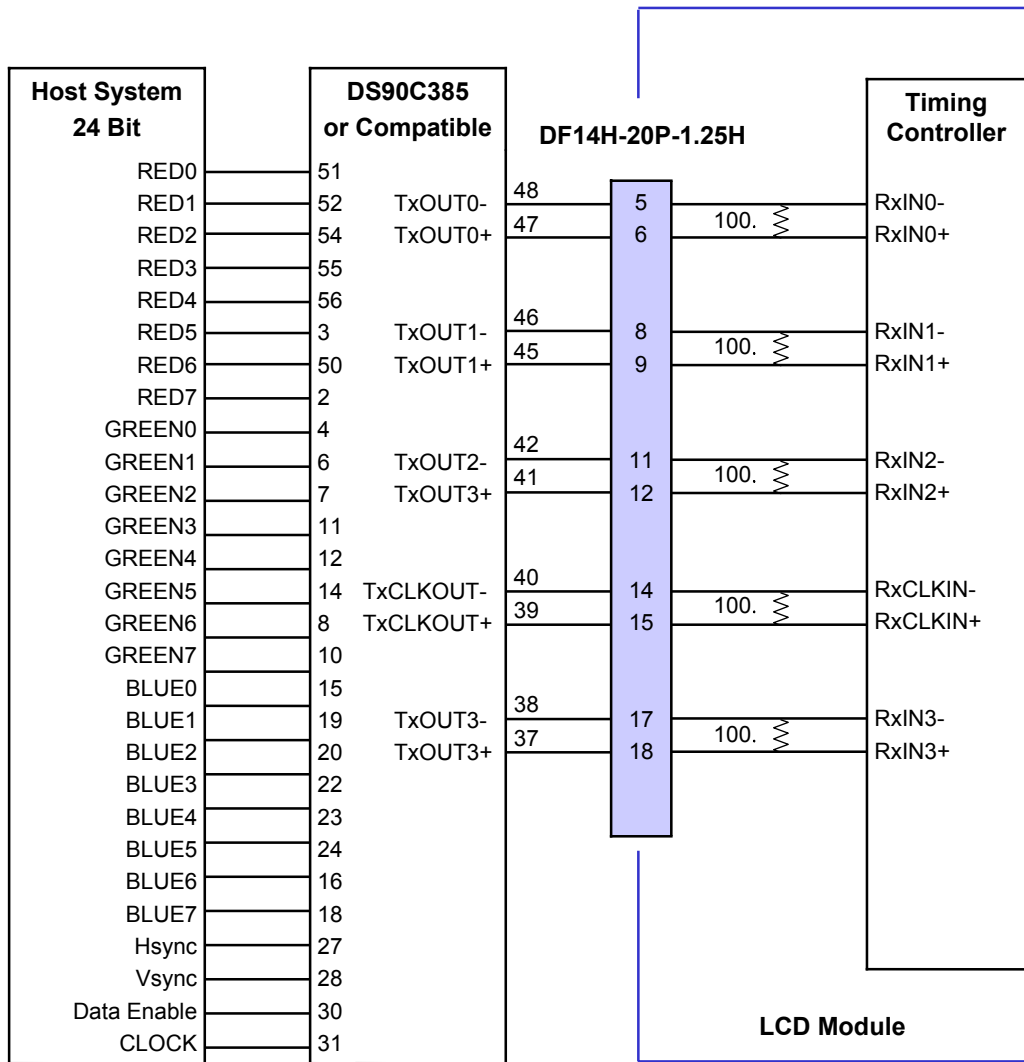 Host System
24 Bit
RED0
RED1
RED2
RED3
RED4
RED5
RED6
RED7
GREEN0
GREEN1
GREEN2
GREEN3
GREEN4
GREEN5
GREEN6
GREEN7
BLUE0
BLUE1
BLUE2
BLUE3
BLUE4
BLUE5
BLUE6
BLUE7
Hsync
Vsync
Data Enable
CLOCK
DS90C385
or Compatible
51
52
54
55
56
3
50
2
4
6
7
11
12
14
8
10
15
19
20
22
23
24
16
18
27
28
30
31
TxOUT0-
TxOUT0+
TxOUT1-
TxOUT1+
TxOUT2-
TxOUT3+
TxCLKOUT-
TxCLKOUT+
TxOUT3-
TxOUT3+
48
47
46
45
42
41
40
39
38
37
DF14H-20P-1.25H
5
6
8
9
11
12
14
15
17
18
100.
100.
100.
100.
100.
Timing
Controller
RxIN0-
RxIN0+
RxIN1-
RxIN1+
RxIN2-
RxIN2+
RxCLKIN-
RxCLKIN+
RxIN3-
RxIN3+
LCD Module